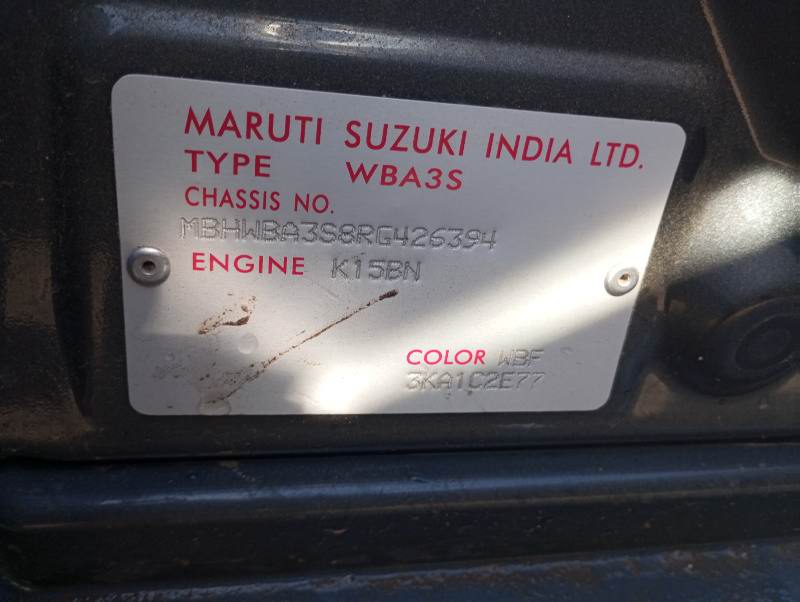 MARUTI SUZUKI INDIA LTD.
TYPE WBA3S
CHASSIS NO.
MBHWBA3S8RG426394
ENGINE K15BN
COLOR WBF
3KA1C2E77